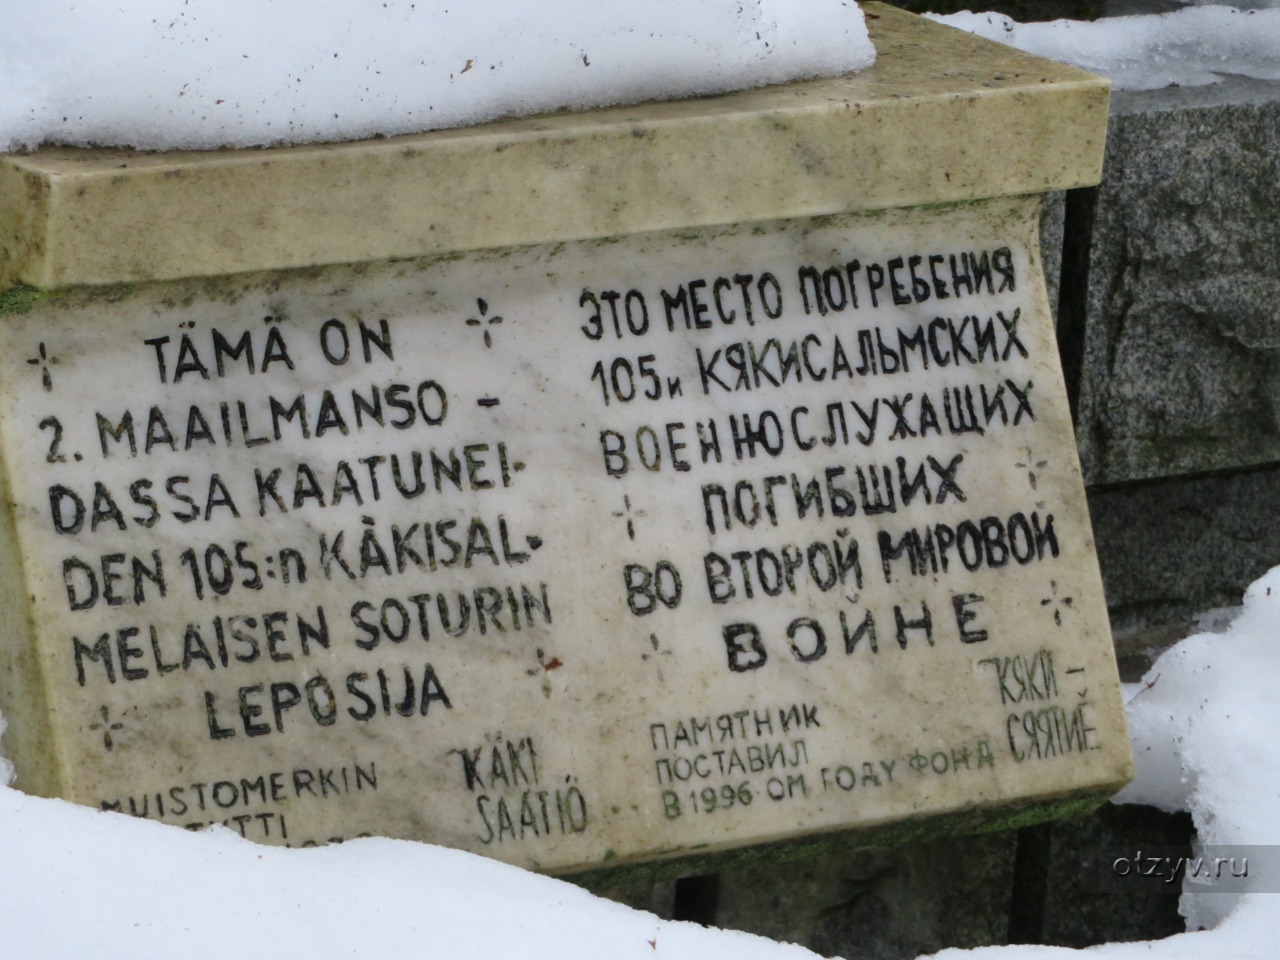 TÄMÄ ON
2. MAAILMANSO -
DASSA KAATUNEI-
DEN 105:n KÄKISAL-
MELAISEN SOTURIN
LEPOSIJA
MUISTOMERKIN
KÄKI
SÄÄTIÖ
ЭТО МЕСТО ПОГРЕБЕНИЯ
105и КЯКИСАЛЬМСКИХ
ВОЕННЮСЛУЖАЩИХ
ПОГИБШИХ
ВО ВТОРОЙ МИРОВОЙ
ВОЙНЕ
ПАМЯТНИК
ПОСТАВИЛ
В 1996-ОМ ГОДУ ФОНД
КЯКИ -
СЯЯТИЁ
otzyv.ru